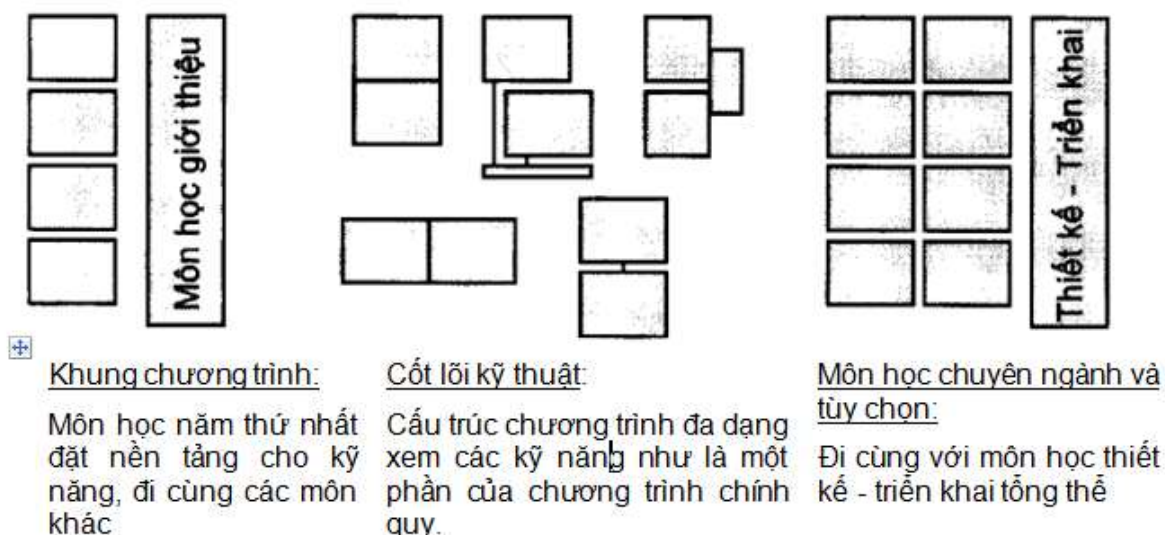 Môn học giới thiệu
Thiết kế - Triển khai
Khung chương trình:
Môn học năm thứ nhất
đặt nền tảng cho kỹ
năng, đi cùng các môn
khác
Cốt lõi kỹ thuật:
Cấu trúc chương trình đa dạng
xem các kỹ năng như là một
phần của chương trình chính
quy.
Môn học chuyên ngành và
tùy chọn:
Đi cùng với môn học thiết
kế - triển khai tổng thể